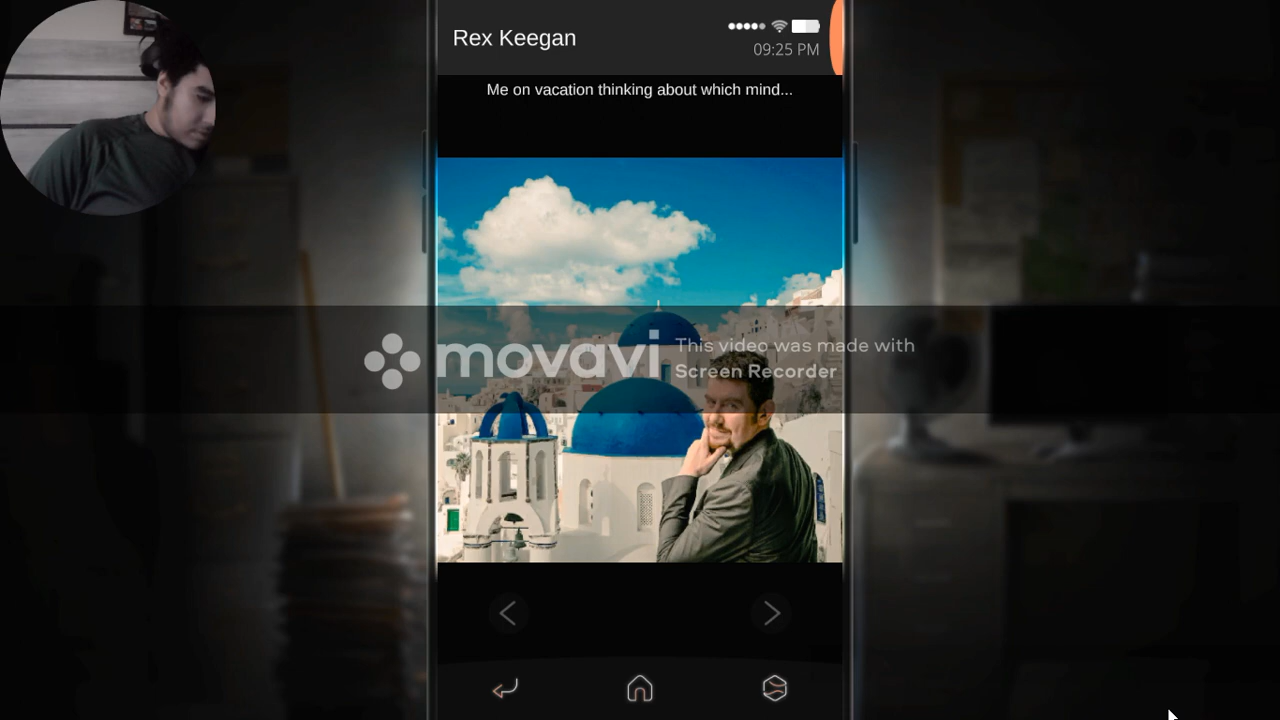 Rex Keegan
09:25 PM
Me on vacation thinking about which mind...
movavi
This video was made with
Screen Recorder